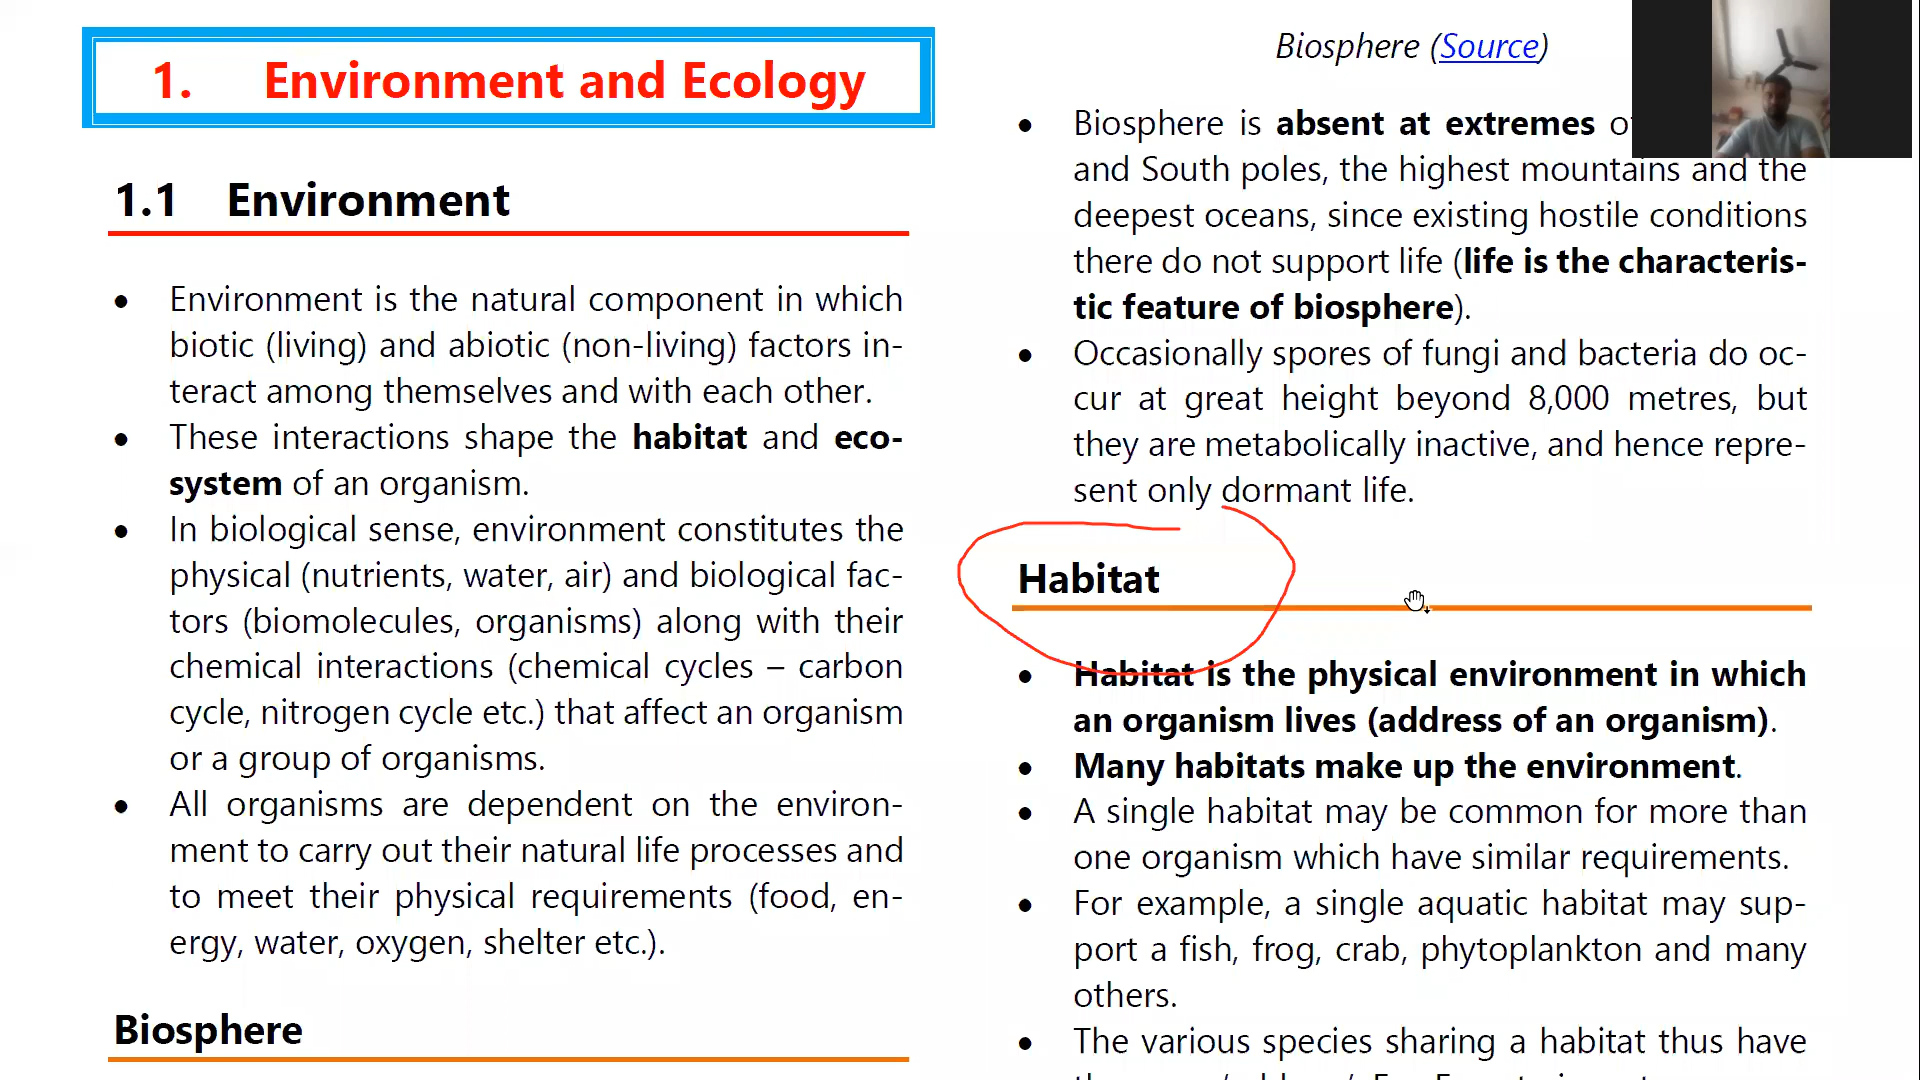 1. Environment and Ecology
1.1 Environment
• Environment is the natural component in which
biotic (living) and abiotic (non-living) factors in-
teract among themselves and with each other.
• These interactions shape the habitat and eco-
system of an organism.
• In biological sense, environment constitutes the
physical (nutrients, water, air) and biological fac-
tors (biomolecules, organisms) along with their
chemical interactions (chemical cycles – carbon
cycle, nitrogen cycle etc.) that affect an organism
or a group of organisms.
• All organisms are dependent on the environ-
ment to carry out their natural life processes and
to meet their physical requirements (food, en-
ergy, water, oxygen, shelter etc.).
Biosphere
Biosphere (Source)
• Biosphere is absent at extremes
and South poles, the highest mountains and the
deepest oceans, since existing hostile conditions
there do not support life (life is the characteris-
tic feature of biosphere).
• Occasionally spores of fungi and bacteria do oc-
cur at great height beyond 8,000 metres, but
they are metabolically inactive, and hence repre-
sent only dormant life.
Habitat
• Habitat is the physical environment in which
an organism lives (address of an organism).
• Many habitats make up the environment.
• A single habitat may be common for more than
one organism which have similar requirements.
• For example, a single aquatic habitat may sup-
port a fish, frog, crab, phytoplankton and many
others.
• The various species sharing a habitat thus have